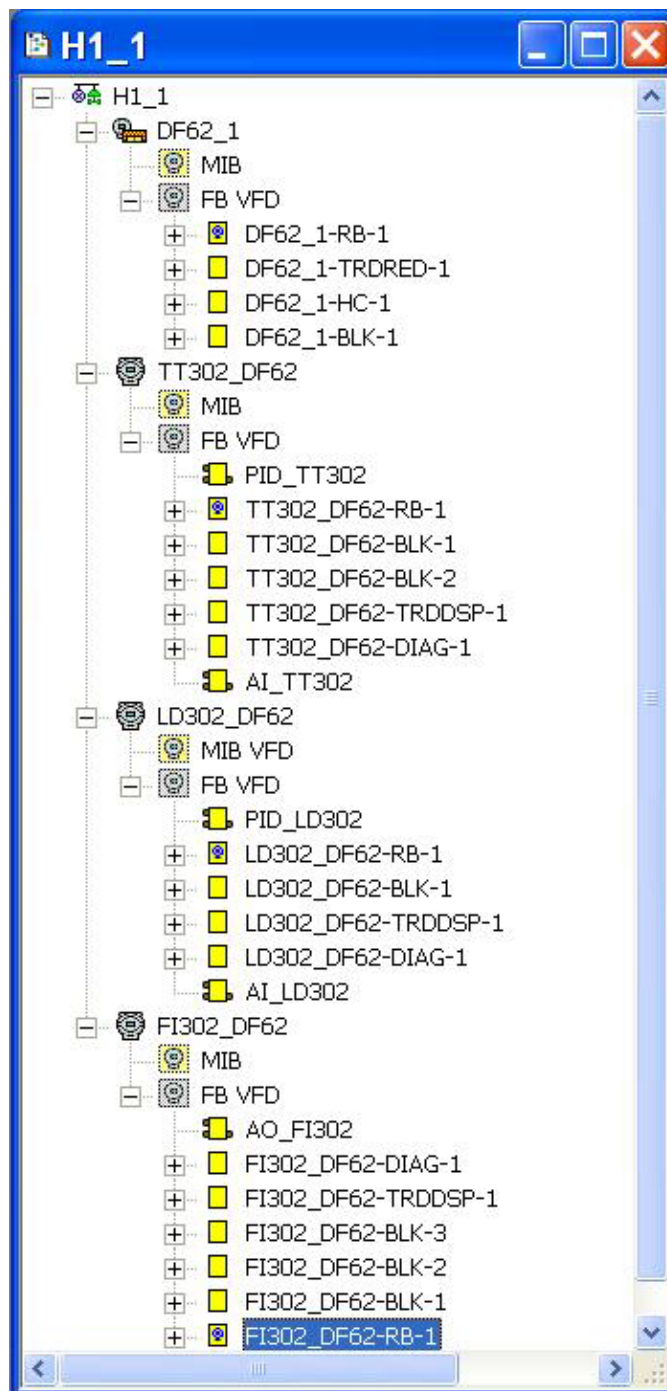 H1_1
H1_1
DF62_1
MIB
FB VFD
DF62_1-RB-1
DF62_1-TRDRED-1
DF62_1-HC-1
DF62_1-BLK-1
TT302_DF62
MIB
FB VFD
PID_TT302
TT302_DF62-RB-1
TT302_DF62-BLK-1
TT302_DF62-BLK-2
TT302_DF62-TRDDSP-1
TT302_DF62-DIAG-1
AI_TT302
LD302_DF62
MIB VFD
FB VFD
PID_LD302
LD302_DF62-RB-1
LD302_DF62-BLK-1
LD302_DF62-TRDDSP-1
LD302_DF62-DIAG-1
AI_LD302
FI302_DF62
MIB
FB VFD
AO_FI302
FI302_DF62-DIAG-1
FI302_DF62-TRDDSP-1
FI302_DF62-BLK-3
FI302_DF62-BLK-2
FI302_DF62-BLK-1
FI302_DF62-RB-1